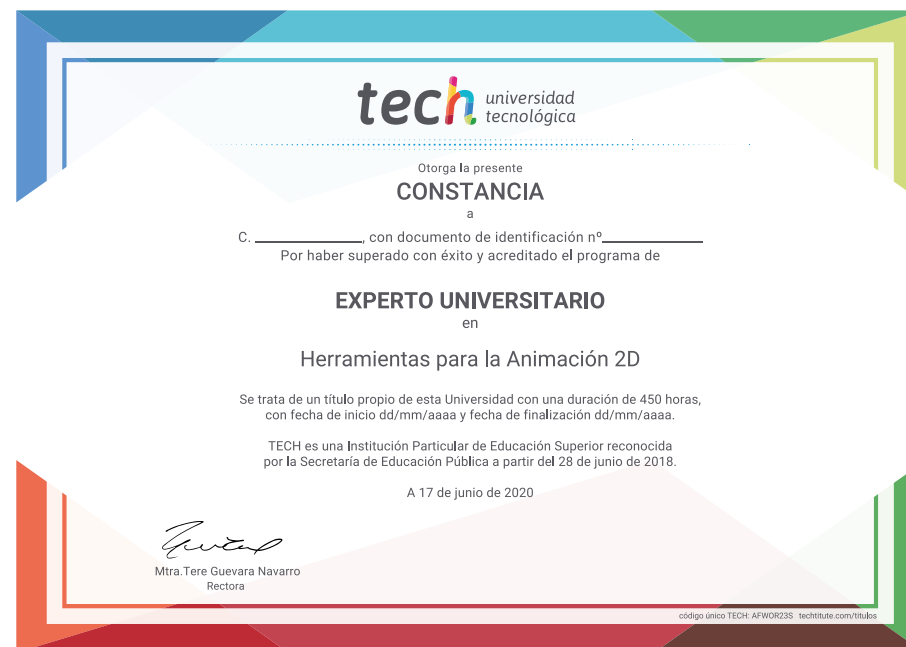 tech universidad
tecnológica
Otorga la presente
CONSTANCIA
a
C. ____________, con documento de identificación nº____________
Por haber superado con éxito y acreditado el programa de
EXPERTO UNIVERSITARIO
en
Herramientas para la Animación 2D
Se trata de un título propio de esta Universidad con una duración de 450 horas,
con fecha de inicio dd/mm/aaaa y fecha de finalización dd/mm/aaaa.
TECH es una Institución Particular de Educación Superior reconocida
por la Secretaría de Educación Pública a partir del 28 de junio de 2018.
A 17 de junio de 2020
Mtra.Tere Guevara Navarro
Rectora
código único TECH: AFWOR23S techtitute.com/titulos